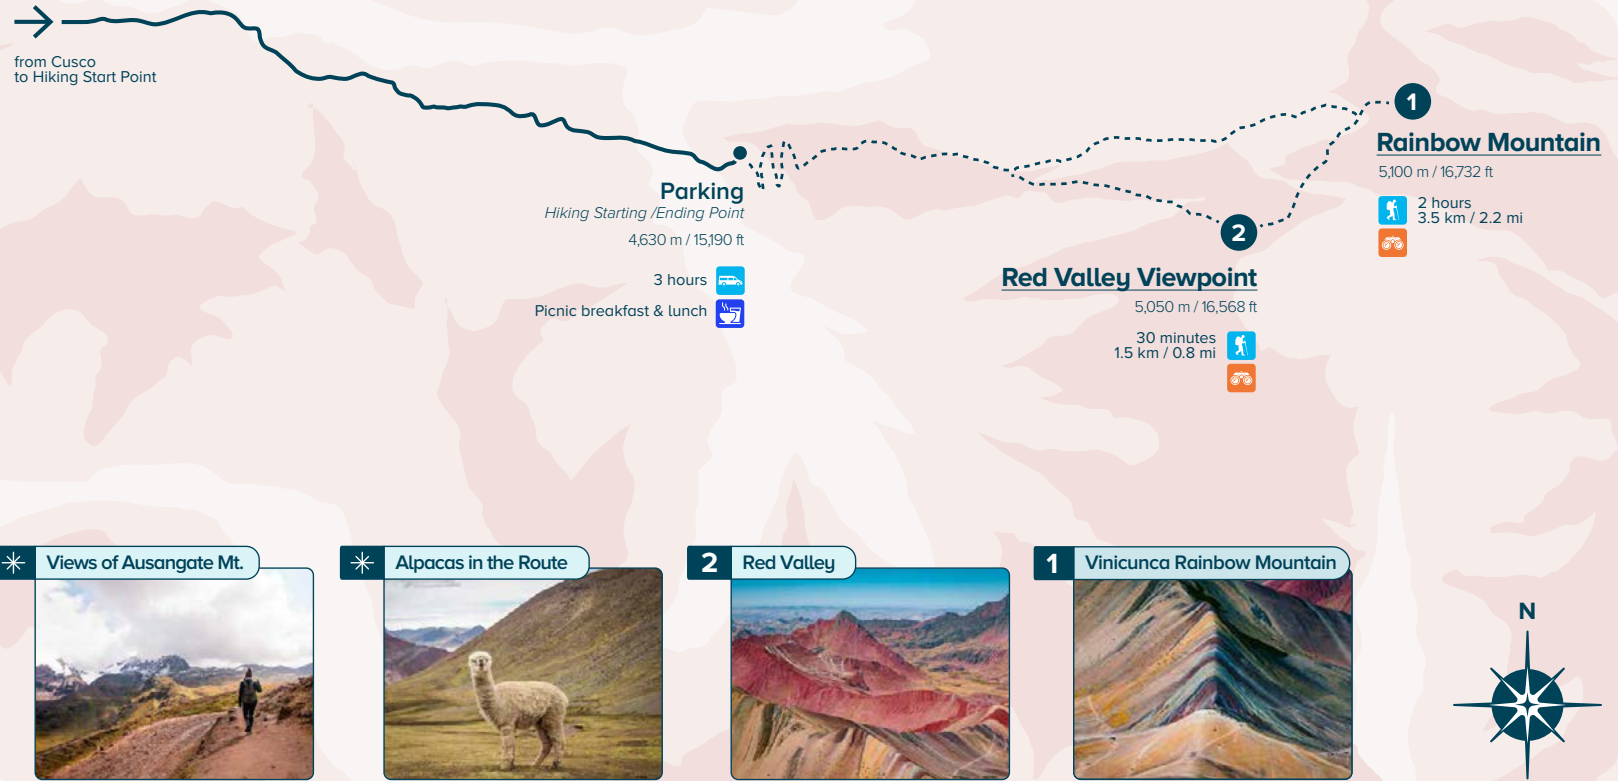 from Cusco
to Hiking Start Point
Parking
Hiking Starting /Ending Point
4,630 m / 15,190 ft
3 hours
Picnic breakfast & lunch
1
Rainbow Mountain
5,100 m / 16,732 ft
2 hours
3.5 km / 2.2 mi
2
Red Valley Viewpoint
5,050 m / 16,568 ft
30 minutes
1.5 km / 0.8 mi
Views of Ausangate Mt.
Alpacas in the Route
2 Red Valley
1 Vinicunca Rainbow Mountain
N